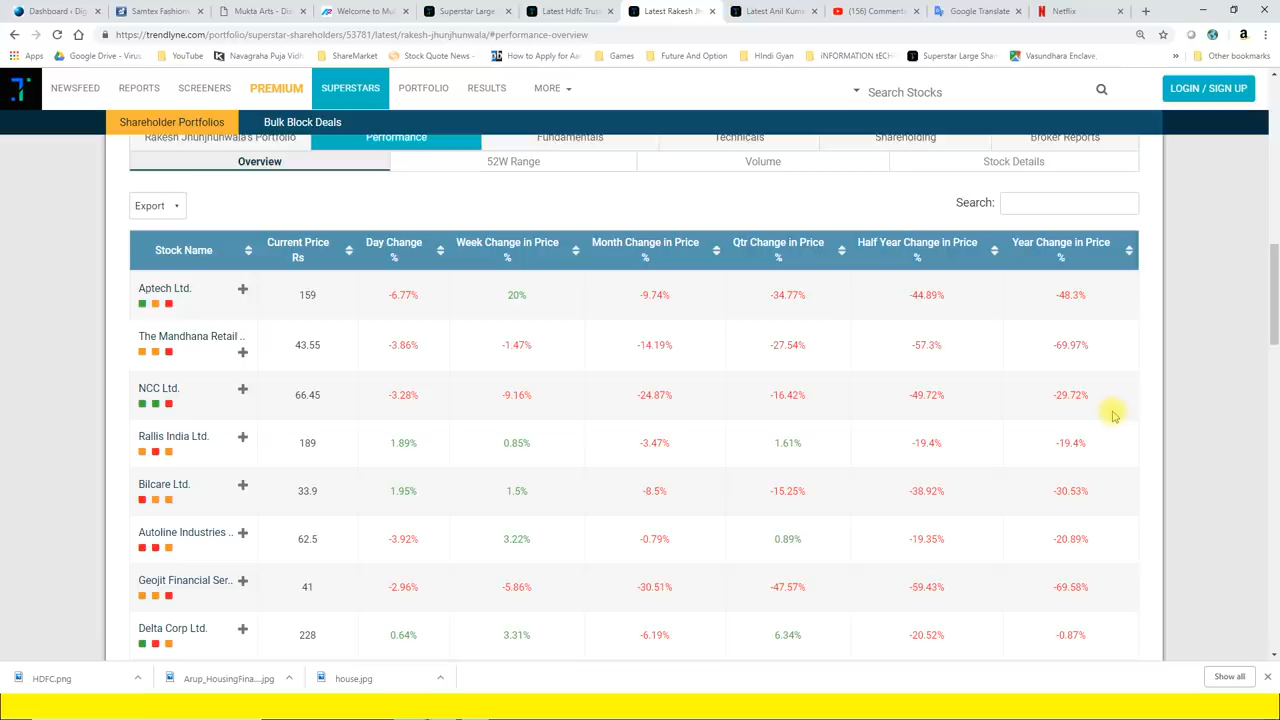 Dashboard ‹ Dig
Samtex Fashion
Mukta Arts - Dis
Welcome to Mu
Superstar Large
Latest Hdfc Trus
Latest Rakesh Jh
Latest Anil Kum
(156) Comment
Google Translate
Netflix
https://trendlyne.com/portfolio/superstar-shareholders/53781/latest/rakesh-jhunjhunwala/#performance-overview
Apps
Google Drive - Virus
YouTube
Navagraha Puja Vidh
ShareMarket
Stock Quote News -
How to Apply for Aa
Games
Future And Option
HIndi Gyan
iNFORMATION tECH
Superstar Large Sha
Vasundhara Enclave,
»
Other bookmarks
NEWSFEED
REPORTS
SCREENERS
PREMIUM
SUPERSTARS
PORTFOLIO
RESULTS
MORE
Search Stocks
LOGIN / SIGN UP
Shareholder Portfolios
Bulk Block Deals
Rakesh Jhunjhunwala's Portfolio
Performance
Fundamentals
Technicals
Shareholding
Broker Reports
Overview
52W Range
Volume
Stock Details
Export
Search:
Stock Name
Current Price Rs
Day Change %
Week Change in Price %
Month Change in Price %
Qtr Change in Price %
Half Year Change in Price %
Year Change in Price %
Aptech Ltd. 159 -6.77% 20% -9.74% -34.77% -44.89% -48.3%
The Mandhana Retail .. 43.55 -3.86% -1.47% -14.19% -27.54% -57.3% -69.97%
NCC Ltd. 66.45 -3.28% -9.16% -24.87% -16.42% -49.72% -29.72%
Rallis India Ltd. 189 1.89% 0.85% -3.47% 1.61% -19.4% -19.4%
Bilcare Ltd. 33.9 1.95% 1.5% -8.5% -15.25% -38.92% -30.53%
Autoline Industries .. 62.5 -3.92% 3.22% -0.79% 0.89% -19.35% -20.89%
Geojit Financial Ser.. 41 -2.96% -5.86% -30.51% -47.57% -59.43% -69.58%
Delta Corp Ltd. 228 0.64% 3.31% -6.19% 6.34% -20.52% -0.87%
HDFC.png
Arup_HousingFina....jpg
house.jpg
Show all